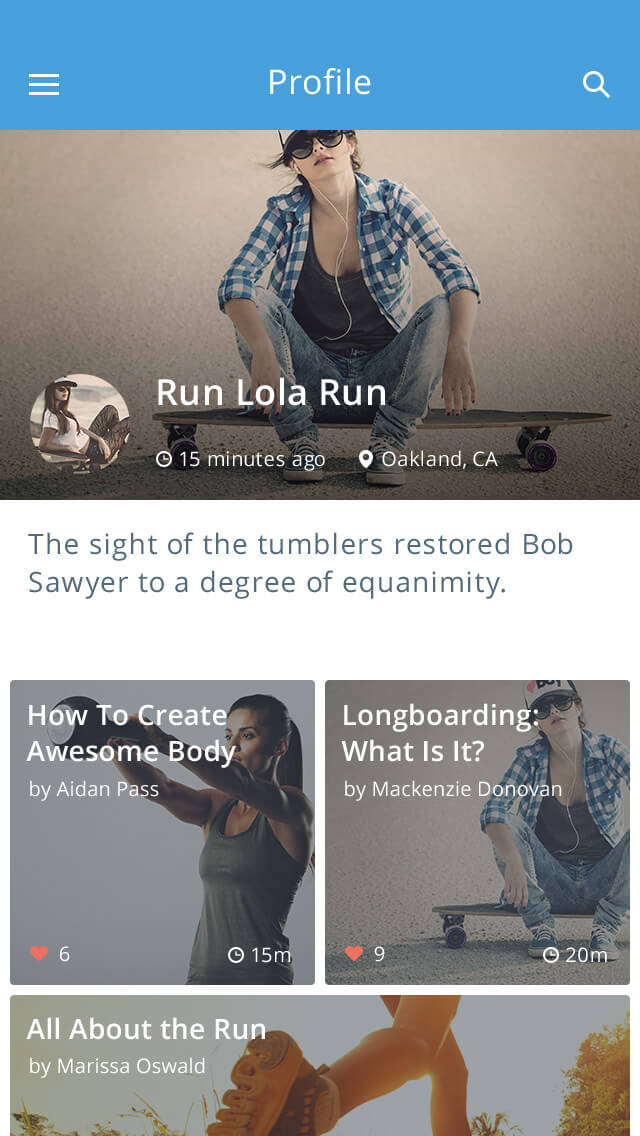 Profile
Run Lola Run
15 minutes ago
Oakland, CA
The sight of the tumblers restored Bob
Sawyer to a degree of equanimity.
How To Create
Awesome Body
by Aidan Pass
6
15m
Longboarding:
What Is It?
by Mackenzie Donovan
9
20m
All About the Run
by Marissa Oswald